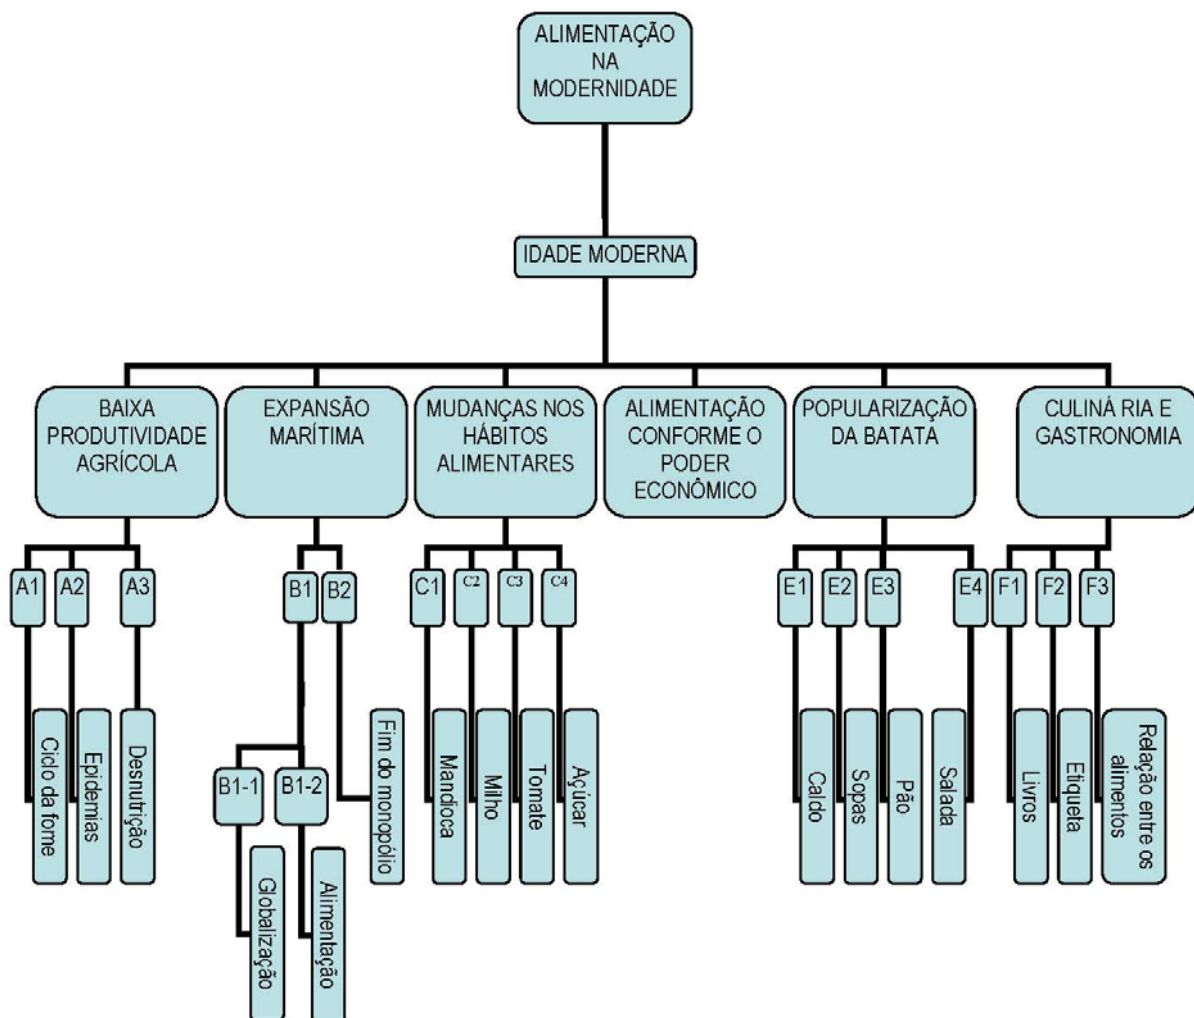 ALIMENTAÇÃO
NA
MODERNIDADE
IDADE MODERNA
BAIXA
PRODUTIVIDADE
AGRÍCOLA
EXPANSÃO
MARÍTIMA
MUDANÇAS NOS
HÁBITOS
ALIMENTARES
ALIMENTAÇÃO
CONFORME O
PODER
ECONÔMICO
POPULARIZAÇÃO
DA BATATA
CULINÁ RIA E
GASTRONOMIA
A1
A2
A3
B1
B2
C1
C2
C3
C4
E1
E2
E3
E4
F1
F2
F3
Ciclo da fome
Epidemias
Desnutrição
B1-1
B1-2
Fim do monopólio
Mandioca
Milho
Tomate
Açúcar
Caldo
Sopas
Pão
Salada
Livros
Etiqueta
Relação entre os
alimentos
Globalização
Alimentação